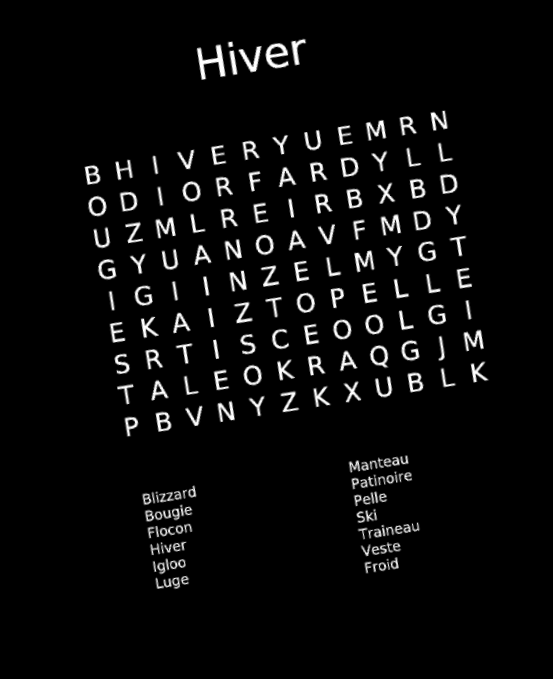 Hiver
B H I V E R Y U E M R N
O D I O R F A R D Y L L
U Z M L R E I R B X B D
G Y U A N O A V F M D Y
I G I I N Z E L M Y G T
E K A I Z T O P E L L E
S R T I S C E O O L G I
T A L E O K R A Q G J M
P B V N Y Z K X U B L K
Blizzard
Bougie
Flocon
Hiver
Igloo
Luge
Manteau
Patinoire
Pelle
Ski
Traineau
Veste
Froid